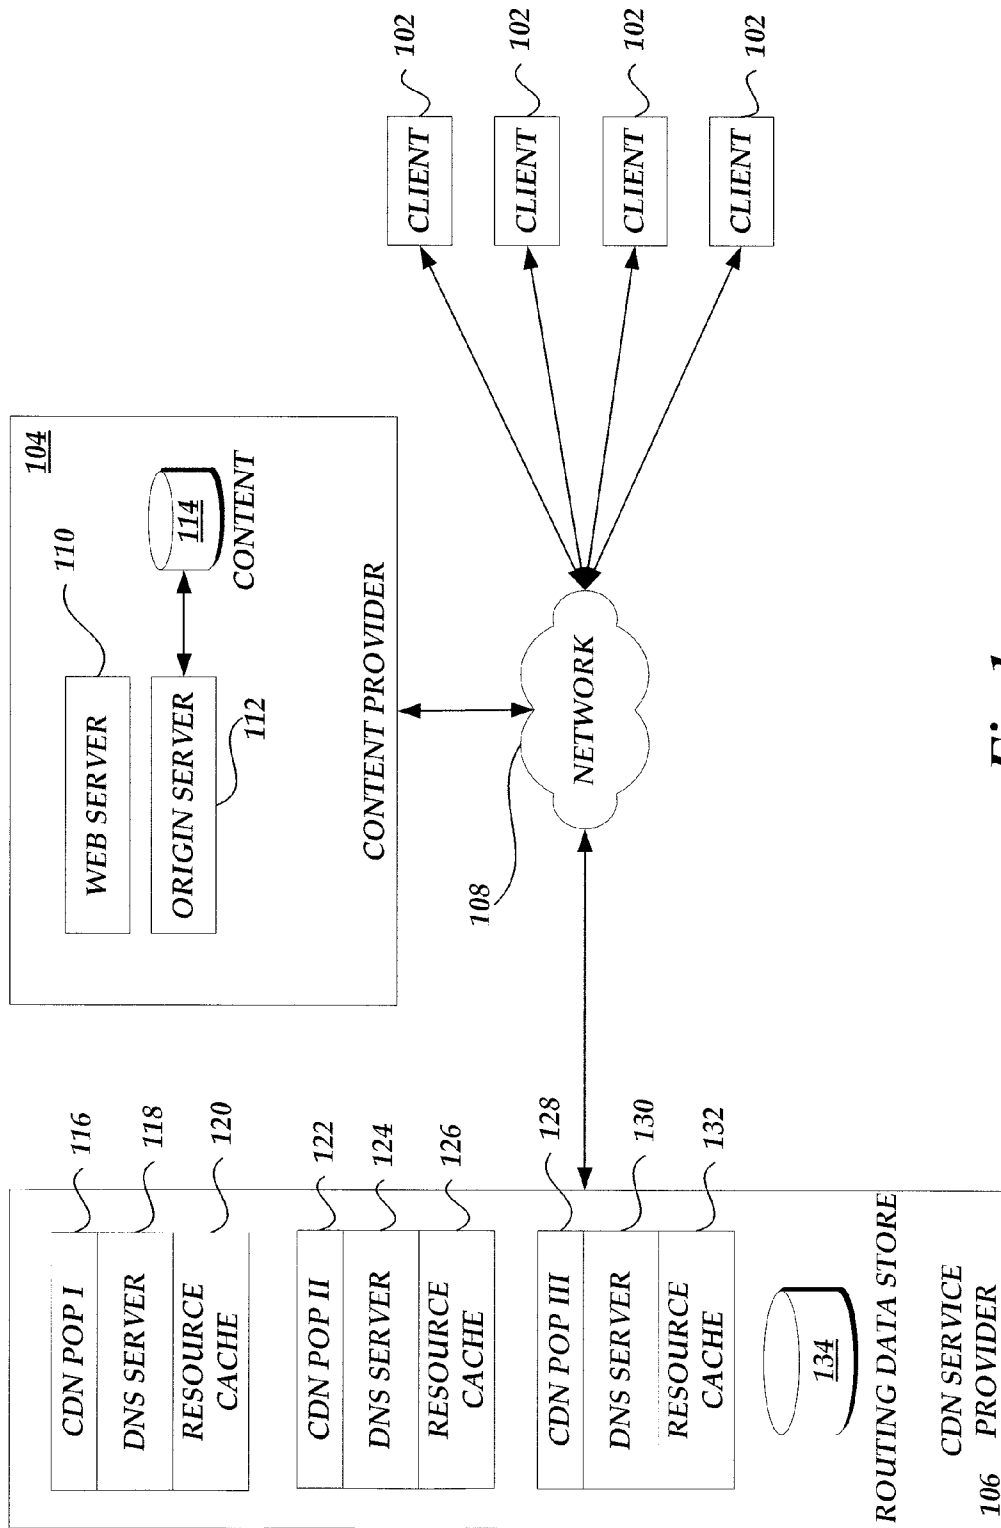 CDN POP I
116
DNS SERVER
118
RESOURCE
CACHE
120
CDN POP II
122
DNS SERVER
124
RESOURCE
CACHE
126
CDN POP III
128
DNS SERVER
130
RESOURCE
CACHE
132
134
ROUTING DATA STORE
CDN SERVICE
PROVIDER
106
104
WEB SERVER
110
ORIGIN SERVER
112
114
CONTENT
CONTENT PROVIDER
108
NETWORK
CLIENT
102
CLIENT
102
CLIENT
102
CLIENT
102